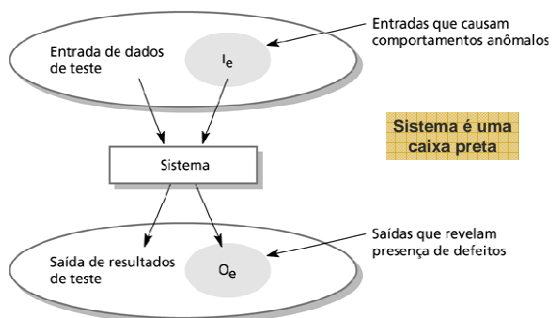 Entrada de dados
de teste
Ie
Entradas que causam
comportamentos anômalos
Sistema é uma
caixa preta
Sistema
Saída de resultados
de teste
Oe
Saídas que revelam
presença de defeitos